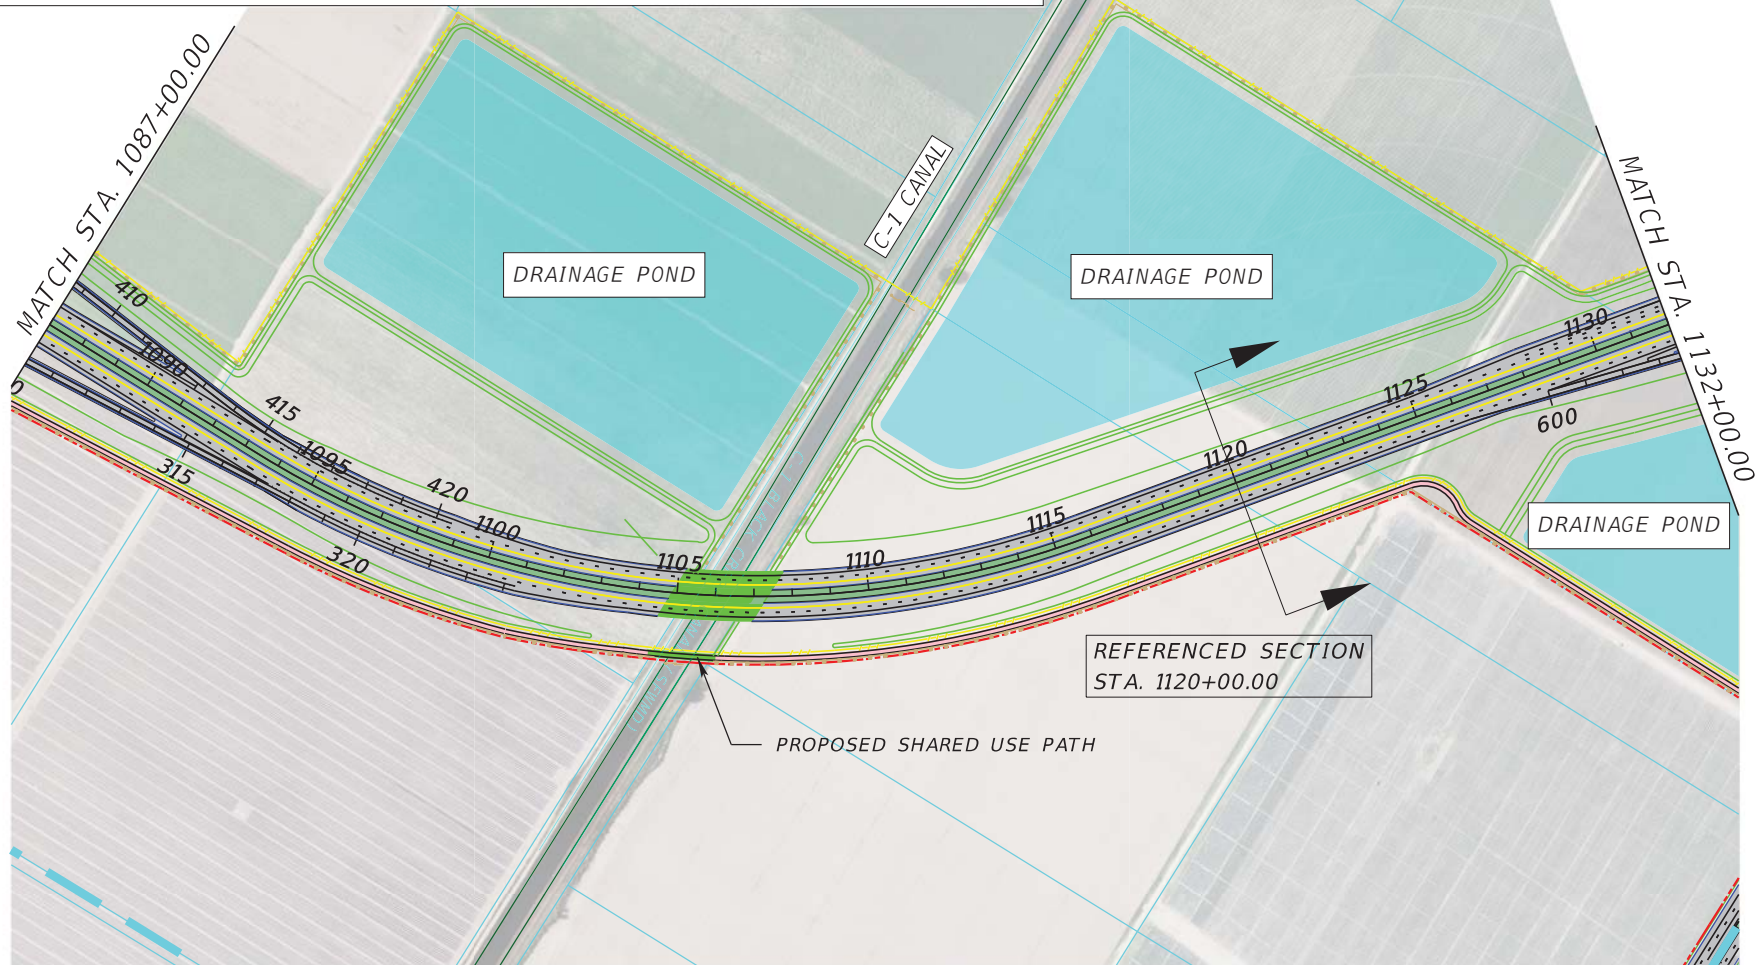 MATCH STA. 1087+00.00
C-1 CANAL
DRAINAGE POND
DRAINAGE POND
MATCH STA. 1132+00.00
410
1090
415
1095
420
1100
1105
1110
1115
1120
1125
1130
600
0
315
320
DRAINAGE POND
REFERENCED SECTION
STA. 1120+00.00
PROPOSED SHARED USE PATH